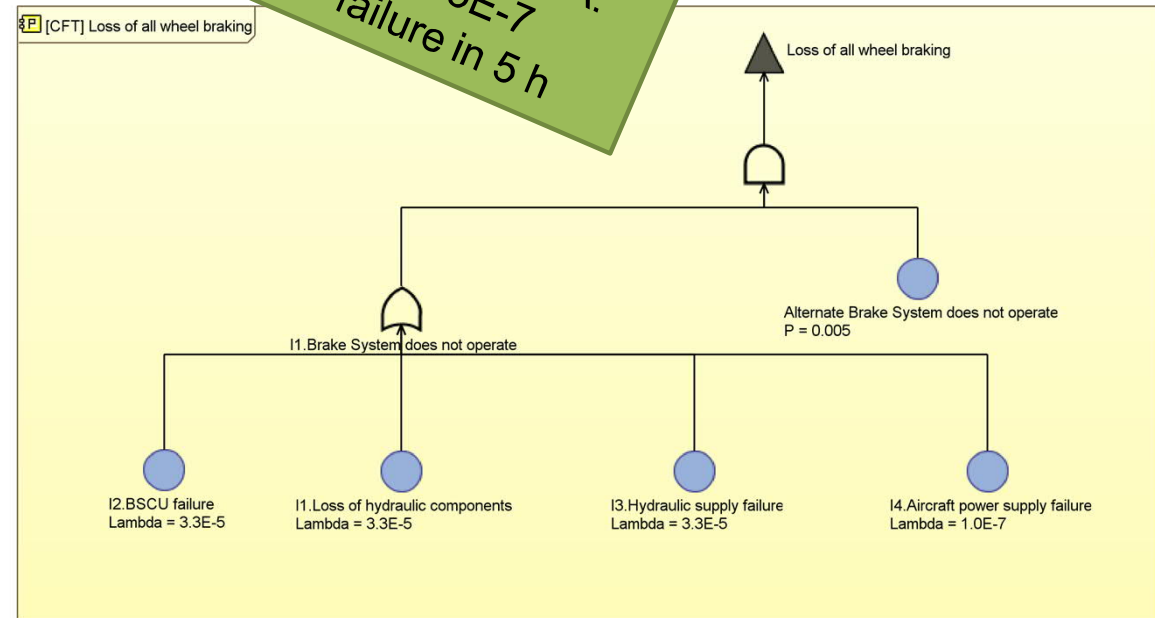 E-7
failure in 5 h
[CFT] Loss of all wheel braking
Loss of all wheel braking
Alternate Brake System does not operate
P = 0.005
I1.Brake System does not operate
I2.BSCU failure
Lambda = 3.3E-5
I1.Loss of hydraulic components
Lambda = 3.3E-5
I3.Hydraulic supply failure
Lambda = 3.3E-5
I4.Aircraft power supply failure
Lambda = 1.0E-7